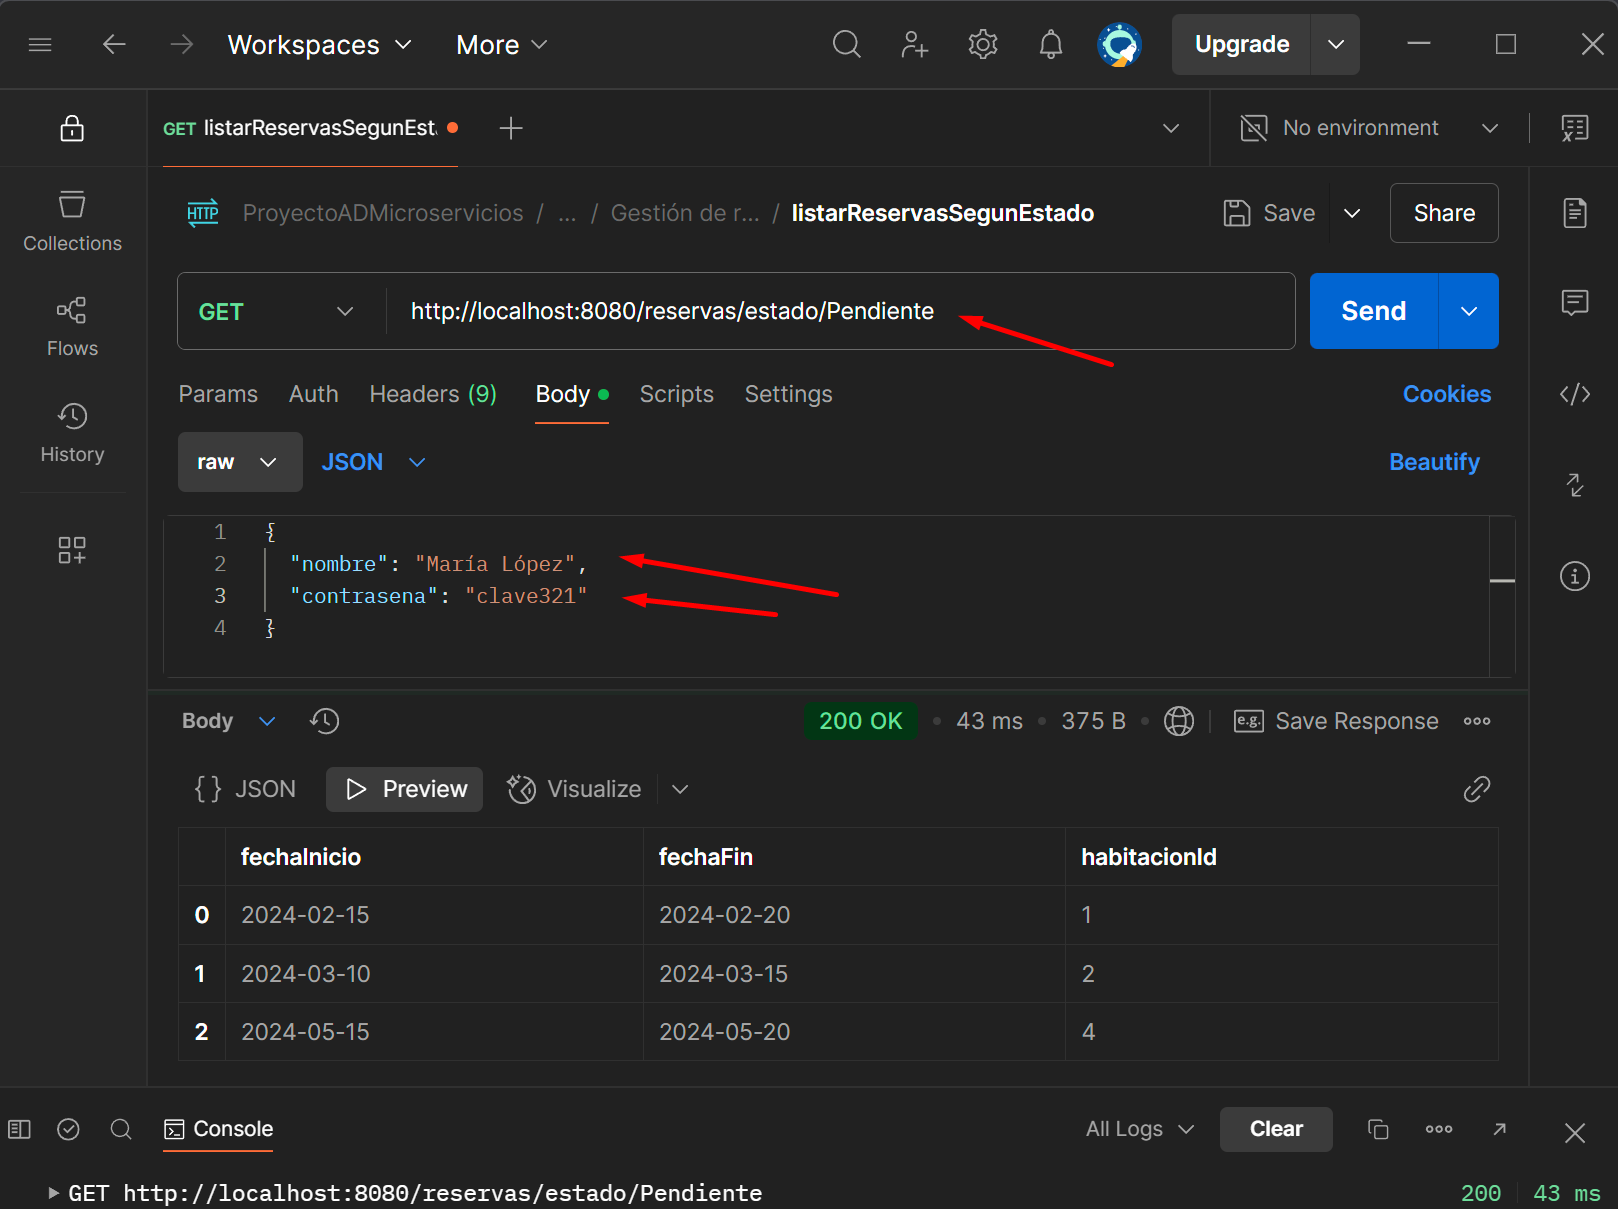 Workspaces More Upgrade
GET listarReservasSegunEst. No environment
HTTP ProyectoADMicroservicios / ... / Gestión de r... / listarReservasSegunEstado Save Share
Collections
GET http://localhost:8080/reservas/estado/Pendiente Send
Flows
Params Auth Headers (9) Body Scripts Settings Cookies
History
raw JSON Beautify
1 {
2 "nombre": "María López",
3 "contrasena": "clave321"
4 }
Body 200 OK 43 ms 375 B e.g. Save Response
{} JSON Preview Visualize
fechaInicio fechaFin habitacionId
0 2024-02-15 2024-02-20 1
1 2024-03-10 2024-03-15 2
2 2024-05-15 2024-05-20 4
Console All Logs Clear
GET http://localhost:8080/reservas/estado/Pendiente 200 43 ms